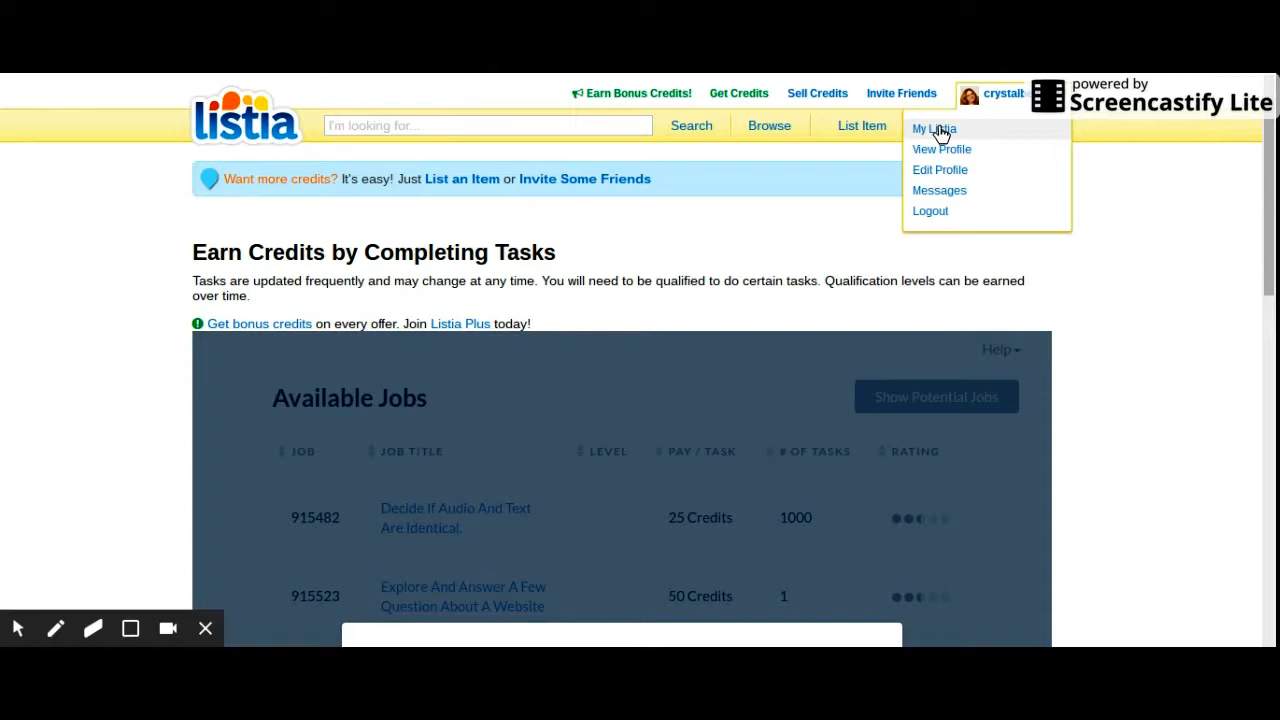 powered by
Screencastify Lite
Earn Bonus Credits! Get Credits Sell Credits Invite Friends crystalb
listia
I'm looking for... Search Browse List Item
My Listia
View Profile
Edit Profile
Messages
Logout
Want more credits? It's easy! Just List an Item or Invite Some Friends
Earn Credits by Completing Tasks
Tasks are updated frequently and may change at any time. You will need to be qualified to do certain tasks. Qualification levels can be earned
over time.
Get bonus credits on every offer. Join Listia Plus today!
Help
Available Jobs Show Potential Jobs
JOB JOB TITLE LEVEL PAY / TASK # OF TASKS RATING
915482 Decide If Audio And Text 25 Credits 1000
Are Identical.
915523 Explore And Answer A Few 50 Credits 1
Question About A Website